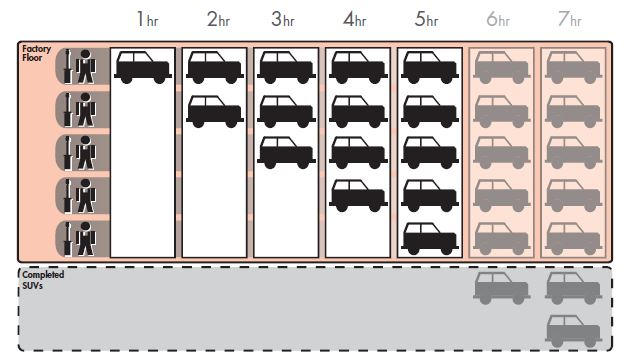 1hr 2hr 3hr 4hr 5hr 6hr 7hr
Factory
Floor
Completed
SUVs